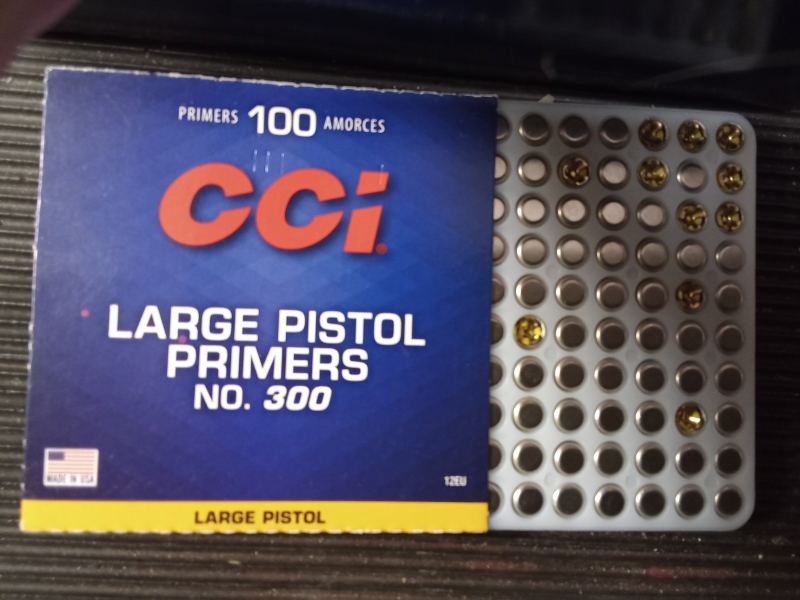 PRIMERS 100 AMORCES
CCI
LARGE PISTOL
PRIMERS
NO. 300
MADE IN USA
12EU
LARGE PISTOL